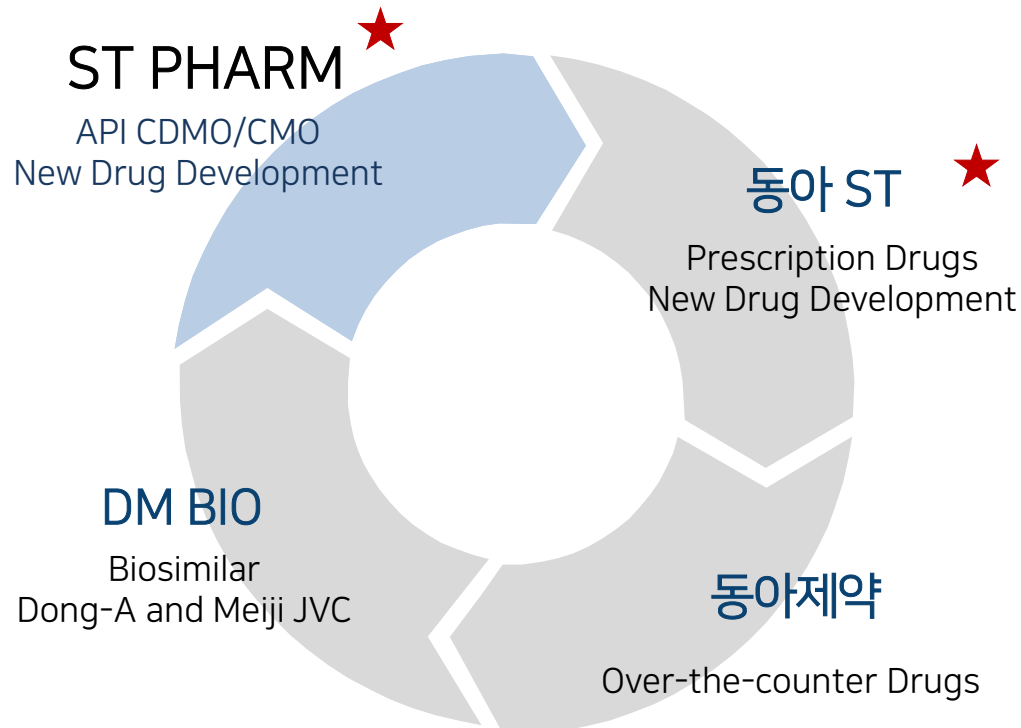 ST PHARM
API CDMO/CMO
New Drug Development
동아 ST
Prescription Drugs
New Drug Development
DM BIO
Biosimilar
Dong-A and Meiji JVC
동아제약
Over-the-counter Drugs